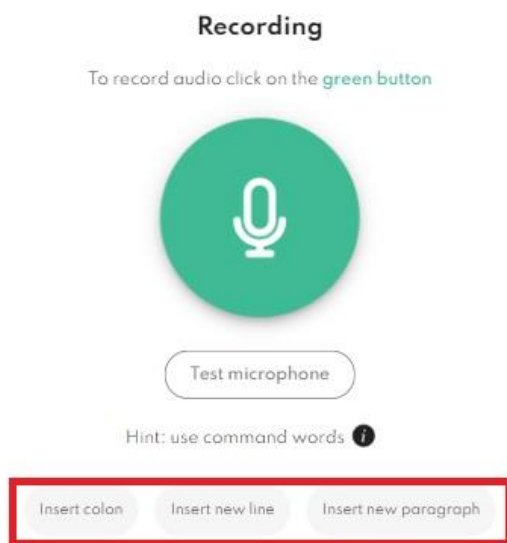 Recording
To record audio click on the green button
Test microphone
Hint: use command words i
Insert colon Insert new line Insert new paragraph